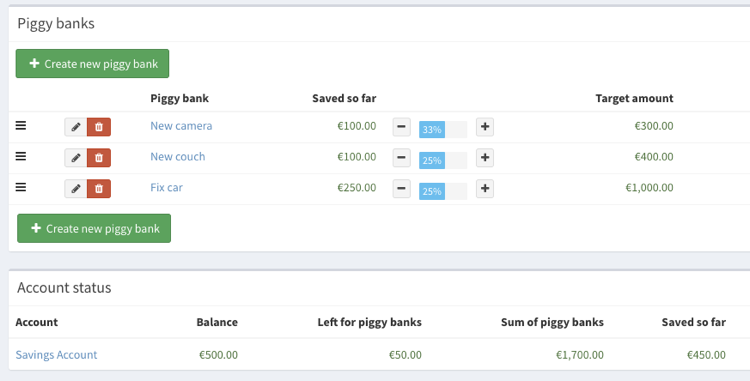 Piggy banks
Create new piggy bank
Piggy bank Saved so far Target amount
New camera €100.00 33% €300.00
New couch €100.00 25% €400.00
Fix car €250.00 25% €1,000.00
Create new piggy bank
Account status
Account Balance Left for piggy banks Sum of piggy banks Saved so far
Savings Account €500.00 €50.00 €1,700.00 €450.00